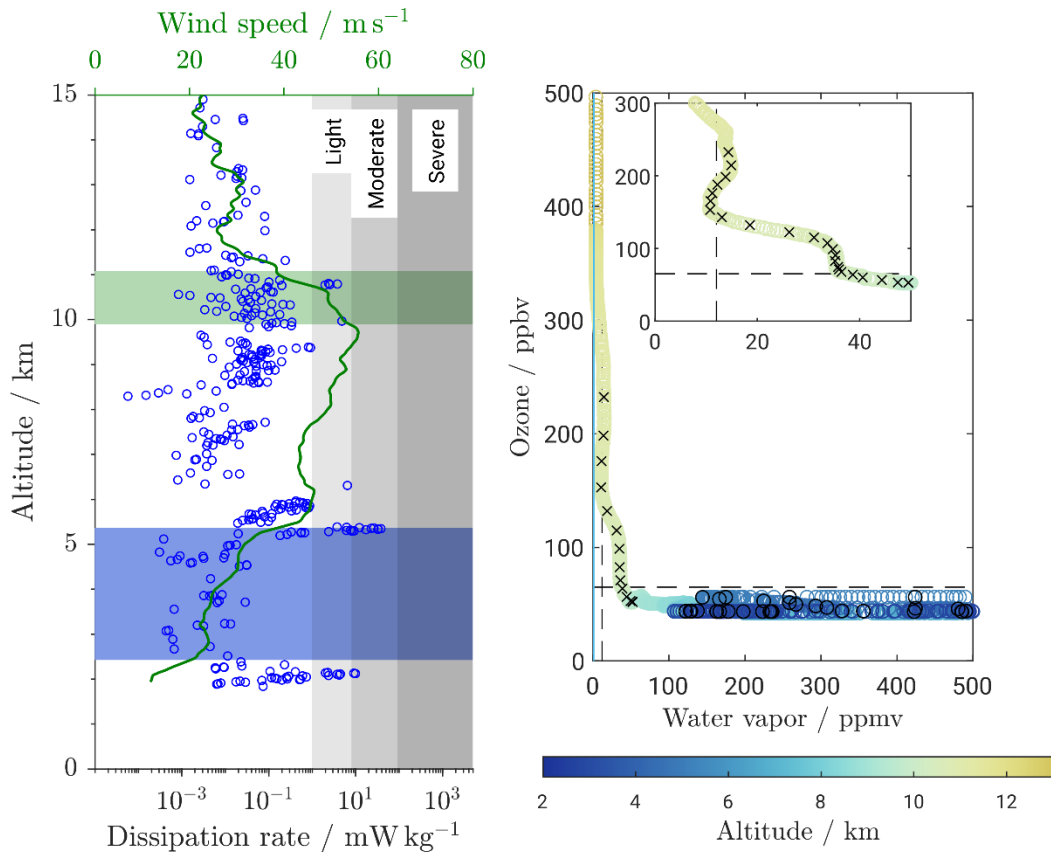 Wind speed / m s⁻¹
0 20 40 60 80
15
10
5
0
Altitude / km
Light
Moderate
Severe
10⁻³ 10⁻¹ 10¹ 10³
Dissipation rate / mW kg⁻¹
500
400
300
200
100
0
Ozone / ppbv
300
200
100
0
0 20 40
0 100 200 300 400 500
Water vapor / ppmv
2 4 6 8 10 12
Altitude / km